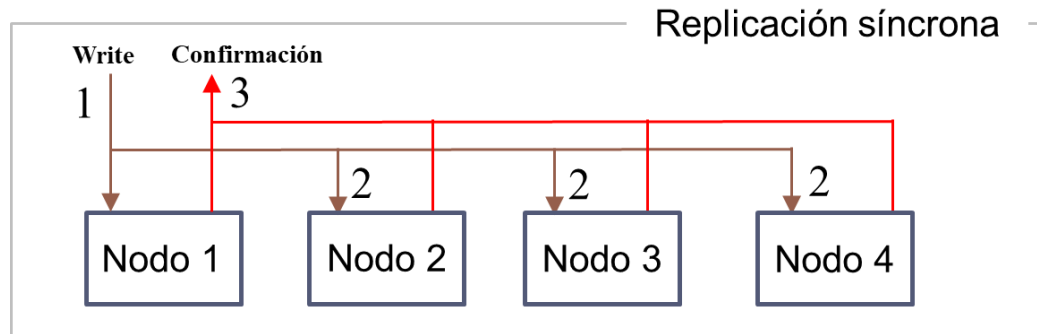 Replicación síncrona
Write Confirmación
1 3
2 2 2
Nodo 1 Nodo 2 Nodo 3 Nodo 4